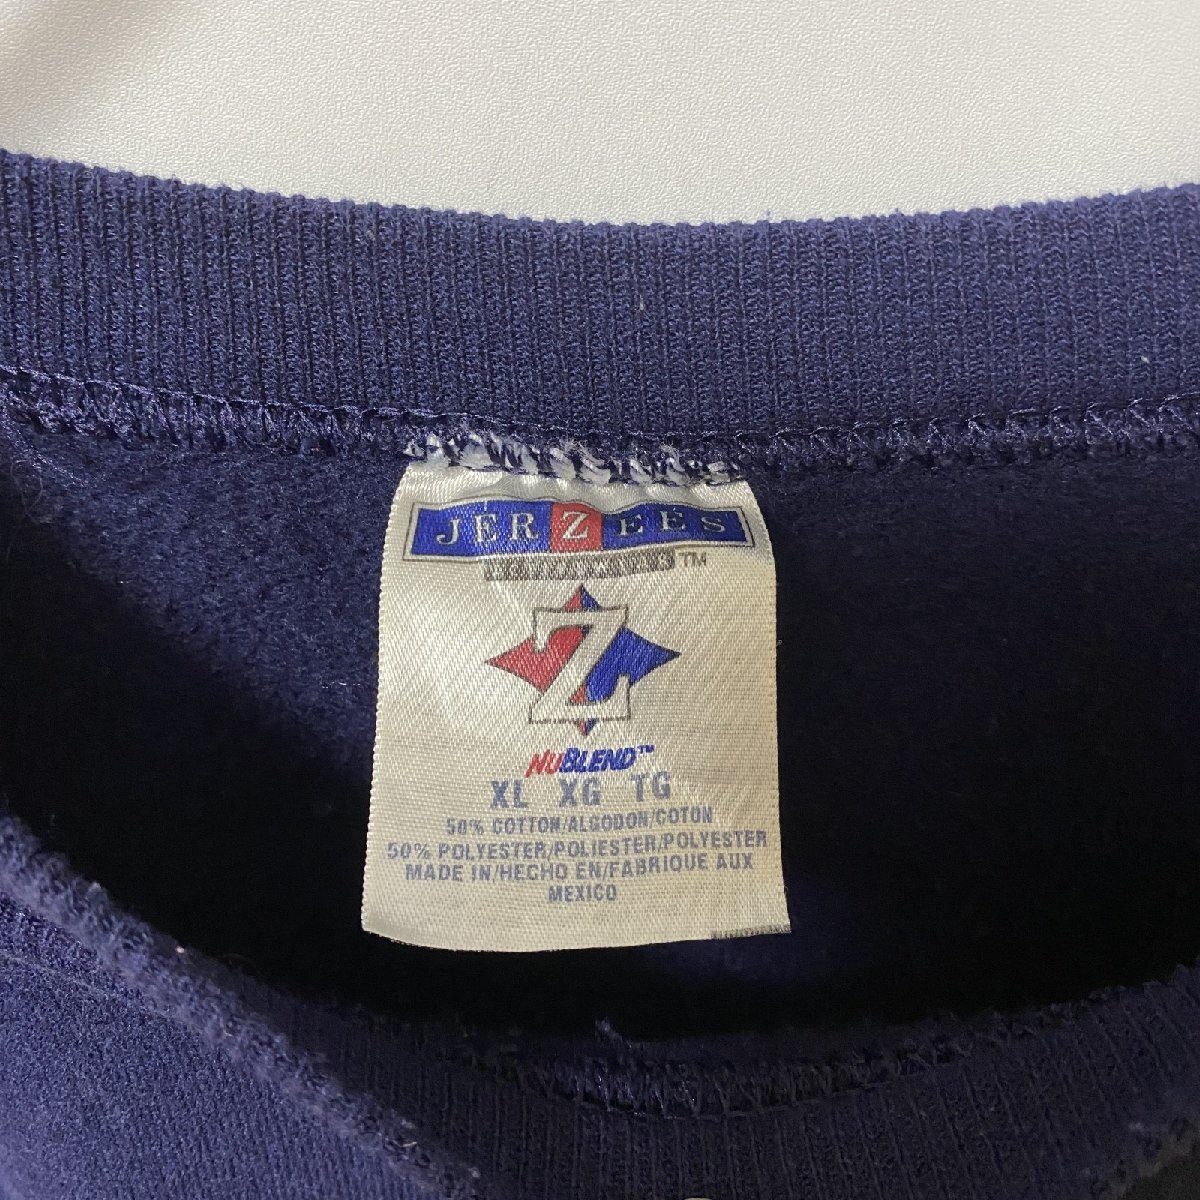 JERZEES
™
Z
NUBLEND™
XL XG TG
50% COTTON/ALGODON/COTON
50% POLYESTER/POLIESTER/POLYESTER
MADE IN/HECHO EN/FABRIQUE AUX
MEXICO